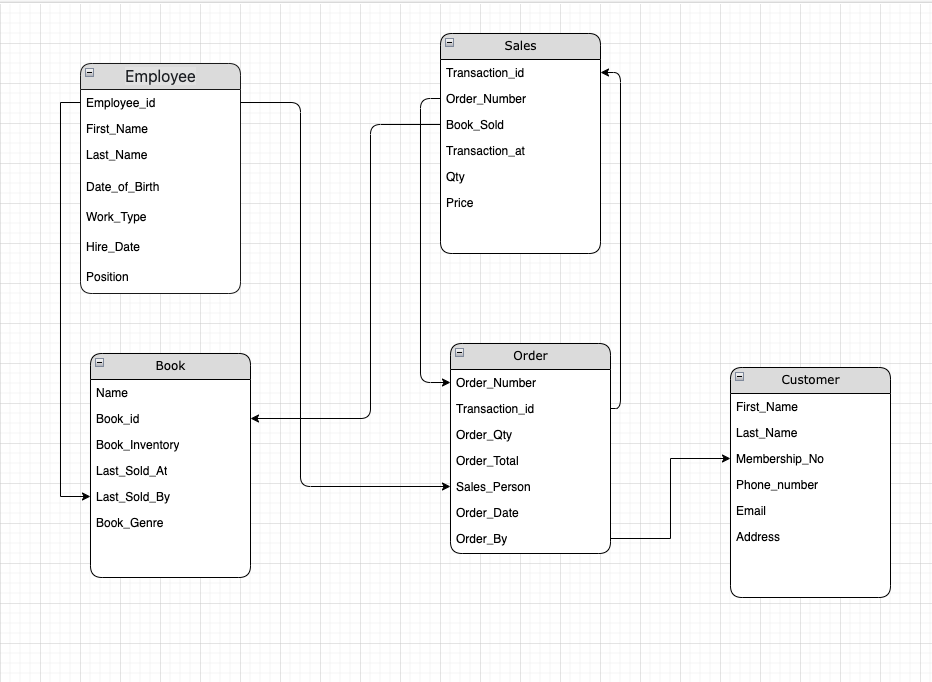 Employee
Employee_id
First_Name
Last_Name
Date_of_Birth
Work_Type
Hire_Date
Position
Sales
Transaction_id
Order_Number
Book_Sold
Transaction_at
Qty
Price
Book
Name
Book_id
Book_Inventory
Last_Sold_At
Last_Sold_By
Book_Genre
Order
Order_Number
Transaction_id
Order_Qty
Order_Total
Sales_Person
Order_Date
Order_By
Customer
First_Name
Last_Name
Membership_No
Phone_number
Email
Address